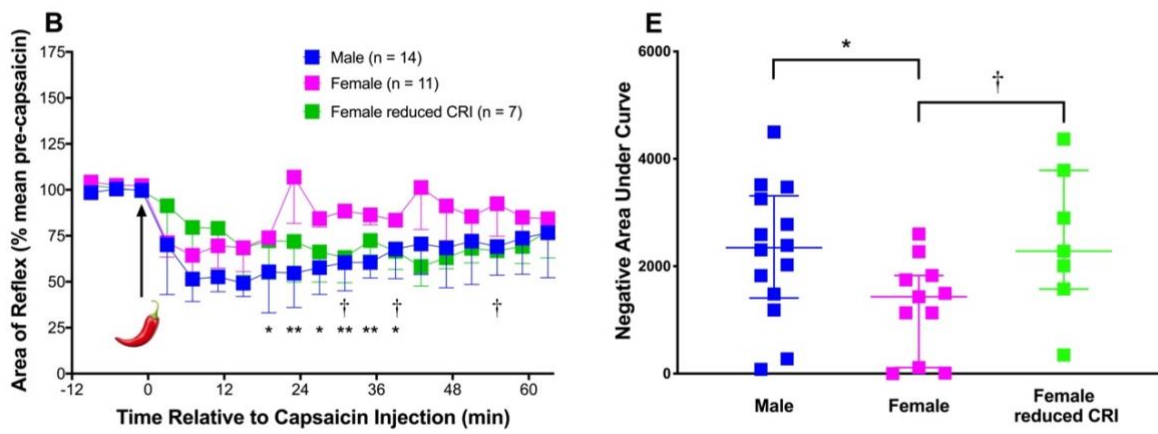 B
175
150
125
100
75
50
25
0
Area of Reflex (% mean pre-capsaicin)
Male (n = 14)
Female (n = 11)
Female reduced CRI (n = 7)
† † †
* ** * ** ** *
-12 0 12 24 36 48 60
Time Relative to Capsaicin Injection (min)
E
6000
4000
2000
0
Negative Area Under Curve
*
†
Male
Female
Female
reduced CRI